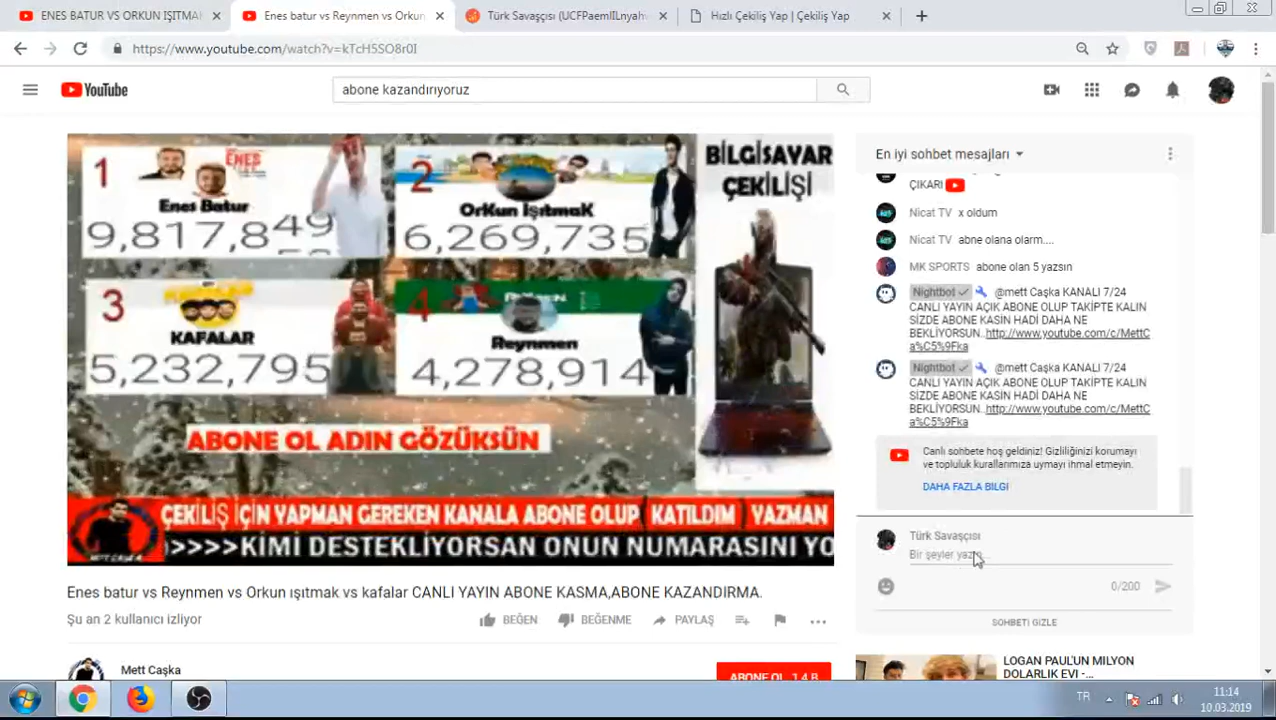 ENES BATUR VS ORKUN IŞITMA
Enes batur vs Reynmen vs Orkun
Türk Savaşçısı (UCFPaemIILnyah
Hızlı Çekiliş Yap | Çekiliş Yap
https://www.youtube.com/watch?v=kTcH5SO8r0I
YouTube
abone kazandırıyoruz
1
ENES
Enes Batur
9,817,849
2
OrKun IşıtmaK
6,269,735
3
KAFALAR
KAFALAR
5,232,795
4
Reynmen
4,278,914
BİLGİSAYAR
ÇEKİLİŞİ
ABONE OL ADIN GÖZÜKSÜN
ÇEKİLİŞ İÇİN YAPMAN GEREKEN KANALA ABONE OLUP KATILDIM YAZMAN
>>>>KİMİ DESTEKLİYORSAN ONUN NUMARASINI YO
Enes batur vs Reynmen vs Orkun ışıtmak vs kafalar CANLI YAYIN ABONE KASMA,ABONE KAZANDIRMA.
Şu an 2 kullanıcı izliyor
BEĞEN
BEĞENME
PAYLAŞ
Mett Caşka
ABONE OL 1,4 B
En iyi sohbet mesajları
ÇIKARI
Nicat TV x oldum
Nicat TV abne olana olarm....
MK SPORTS abone olan 5 yazsın
Nightbot @mett Caşka KANALI 7/24
CANLI YAYIN AÇIK ABONE OLUP TAKİPTE KALIN
SİZDE ABONE KASIN HADİ DAHA NE
BEKLİYORSUN..http://www.youtube.com/c/MettC
a%C5%9Fka
Nightbot @mett Caşka KANALI 7/24
CANLI YAYIN AÇIK ABONE OLUP TAKİPTE KALIN
SİZDE ABONE KASIN HADİ DAHA NE
BEKLİYORSUN..http://www.youtube.com/c/MettC
a%C5%9Fka
Canlı sohbete hoş geldiniz! Gizliliğinizi korumayı
ve topluluk kurallarımıza uymayı ihmal etmeyin.
DAHA FAZLA BILGI
Türk Savaşçısı
Bir şeyler yazın...
0/200
SOHBETİ GİZLE
LOGAN PAUL'UN MILYON
DOLARLIK EVI -...
TR
11:14
10.03.2019